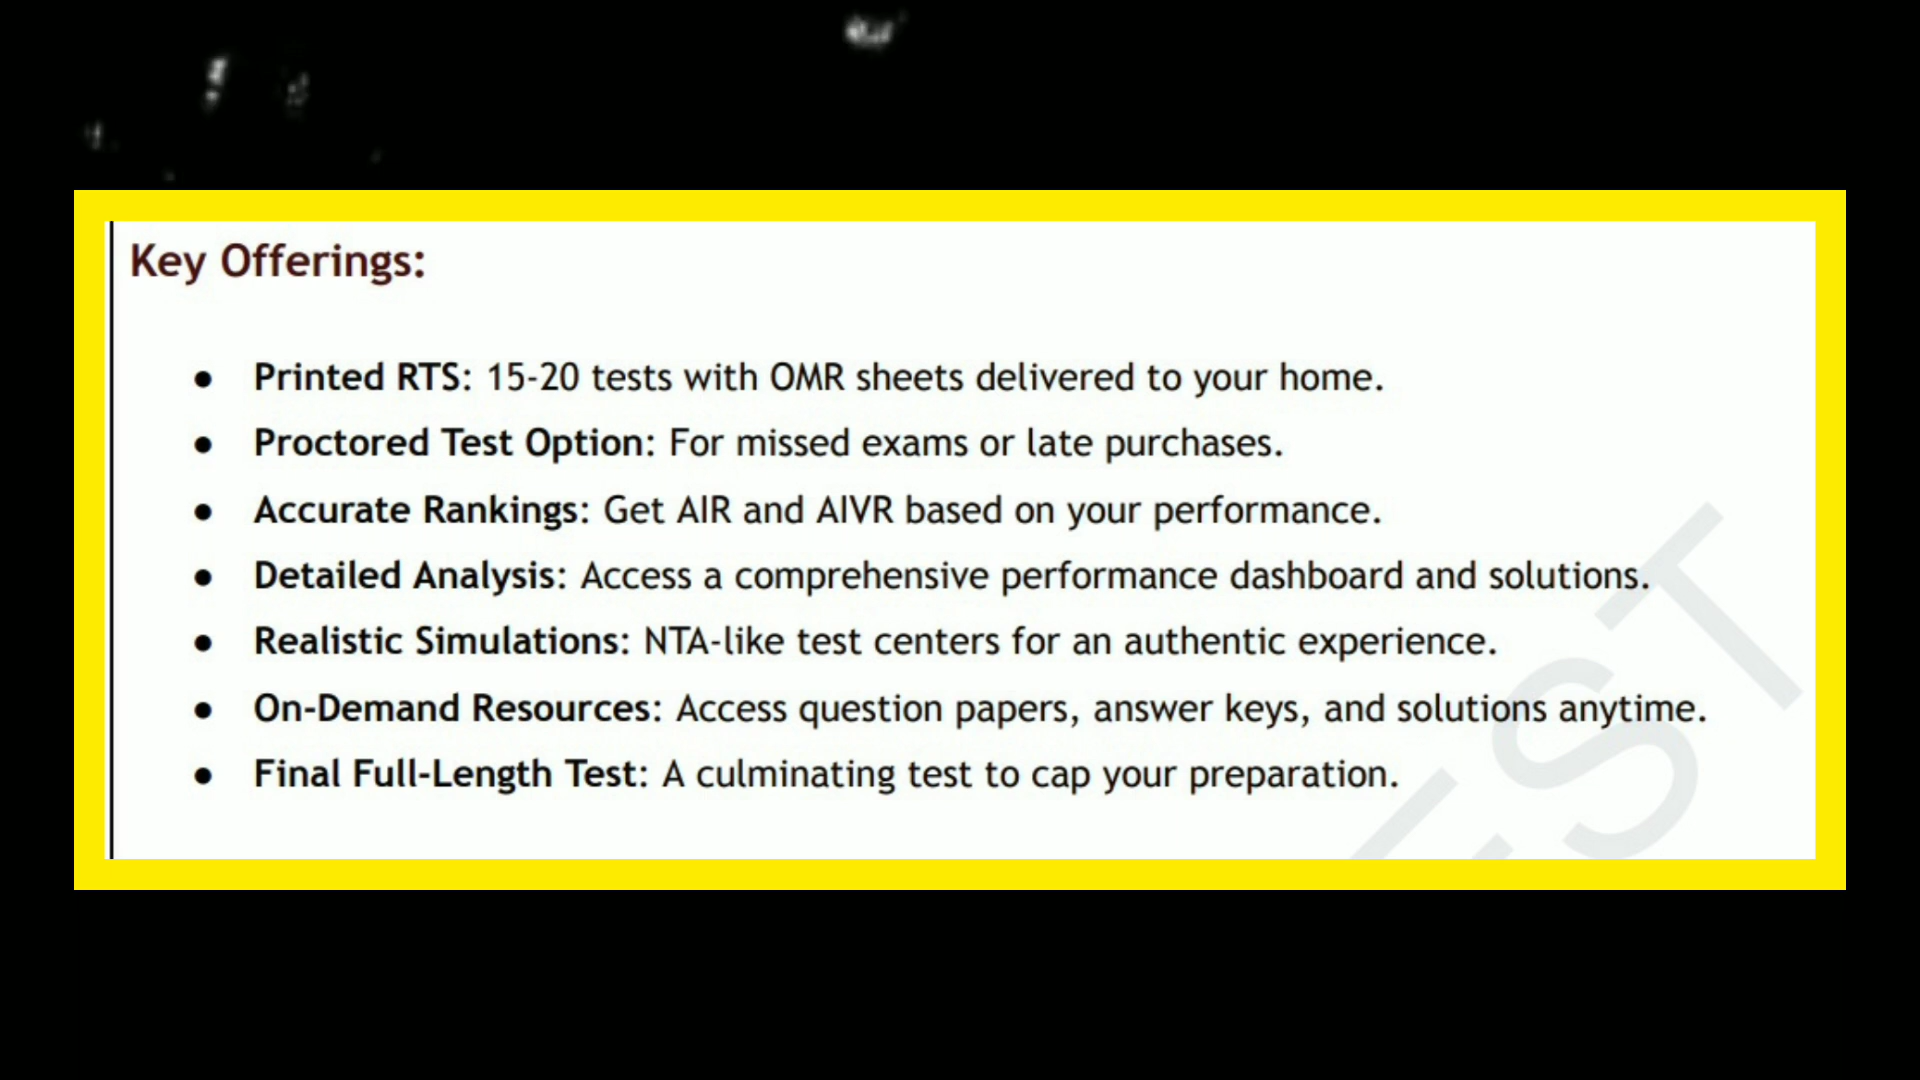 Key Offerings:
● Printed RTS: 15-20 tests with OMR sheets delivered to your home.
● Proctored Test Option: For missed exams or late purchases.
● Accurate Rankings: Get AIR and AIVR based on your performance.
● Detailed Analysis: Access a comprehensive performance dashboard and solutions.
● Realistic Simulations: NTA-like test centers for an authentic experience.
● On-Demand Resources: Access question papers, answer keys, and solutions anytime.
● Final Full-Length Test: A culminating test to cap your preparation.